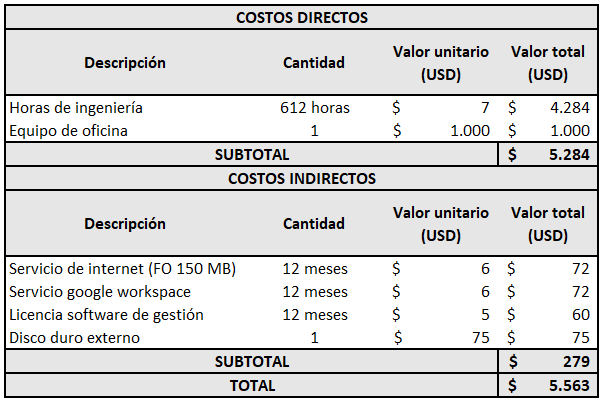 COSTOS DIRECTOS
Descripción Cantidad Valor unitario (USD) Valor total (USD)
Horas de ingeniería 612 horas $ 7 $ 4.284
Equipo de oficina 1 $ 1.000 $ 1.000
SUBTOTAL $ 5.284
COSTOS INDIRECTOS
Descripción Cantidad Valor unitario (USD) Valor total (USD)
Servicio de internet (FO 150 MB) 12 meses $ 6 $ 72
Servicio google workspace 12 meses $ 6 $ 72
Licencia software de gestión 12 meses $ 5 $ 60
Disco duro externo 1 $ 75 $ 75
SUBTOTAL $ 279
TOTAL $ 5.563